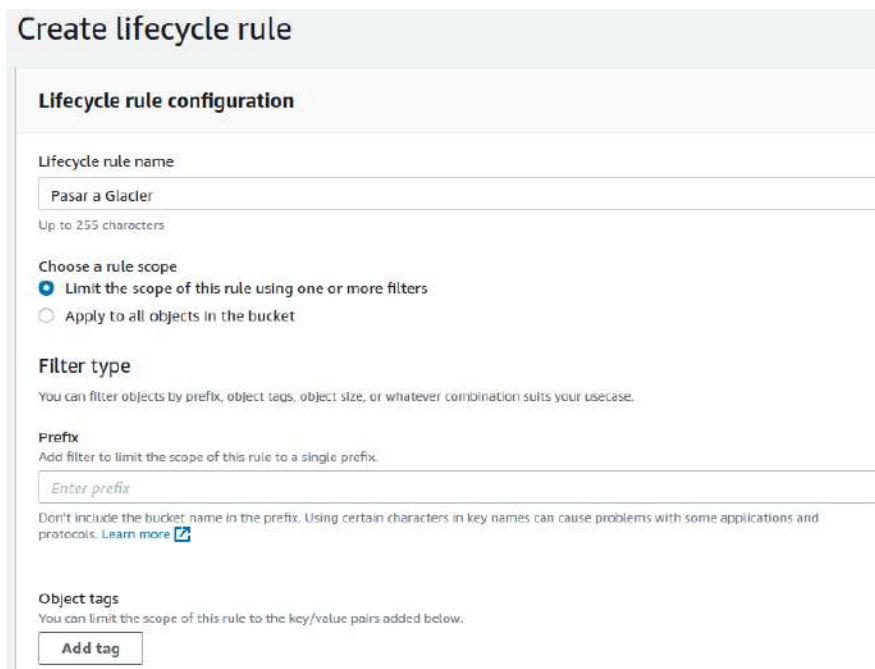 Create lifecycle rule
Lifecycle rule configuration
Lifecycle rule name
Pasar a Glacier
Up to 255 characters
Choose a rule scope
Limit the scope of this rule using one or more filters
Apply to all objects in the bucket
Filter type
You can filter objects by prefix, object tags, object size, or whatever combination suits your usecase.
Prefix
Add filter to limit the scope of this rule to a single prefix.
Enter prefix
Don't include the bucket name in the prefix. Using certain characters in key names can cause problems with some applications and
protocols. Learn more
Object tags
You can limit the scope of this rule to the key/value pairs added below.
Add tag